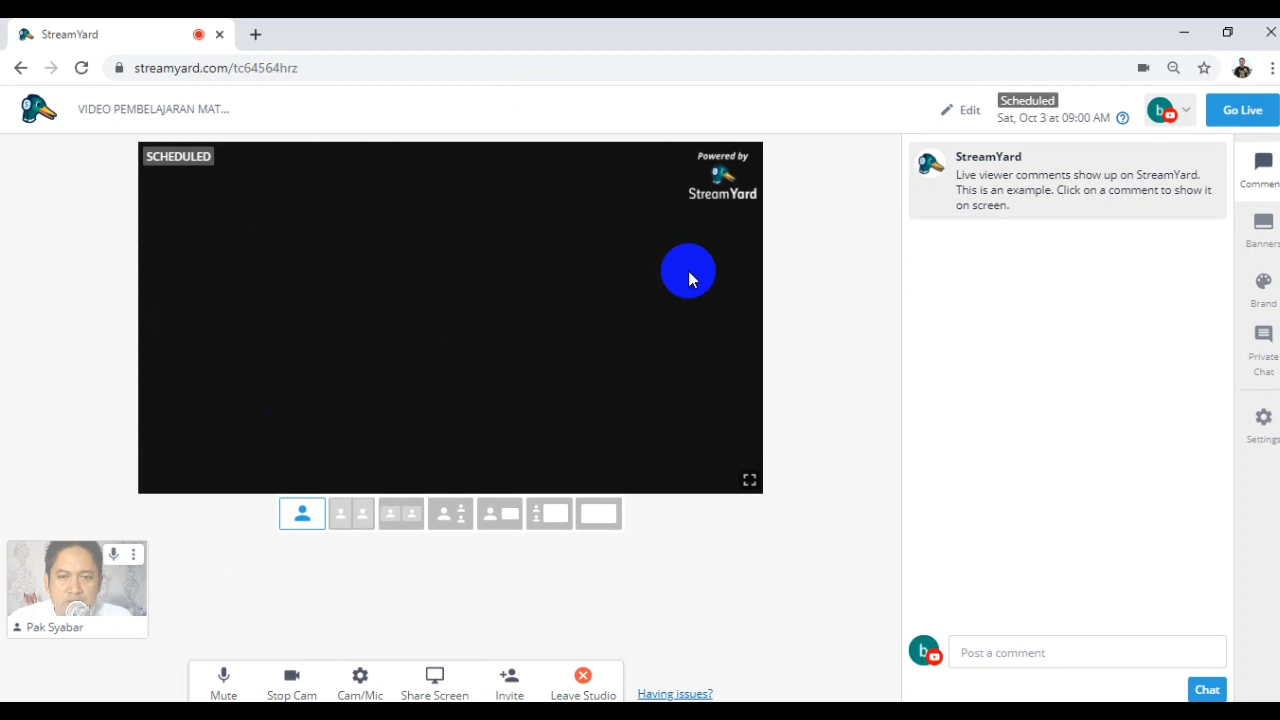 StreamYard
streamyard.com/tc64564hrz
VIDEO PEMBELAJARAN MAT...
Edit
Scheduled
Sat, Oct 3 at 09:00 AM
b
Go Live
SCHEDULED
Powered by
StreamYard
StreamYard
Live viewer comments show up on StreamYard.
This is an example. Click on a comment to show it
on screen.
Commen
Banners
Brand
Private
Chat
Settings
Pak Syabar
Mute
Stop Cam
Cam/Mic
Share Screen
Invite
Leave Studio
Having issues?
b
Post a comment
Chat